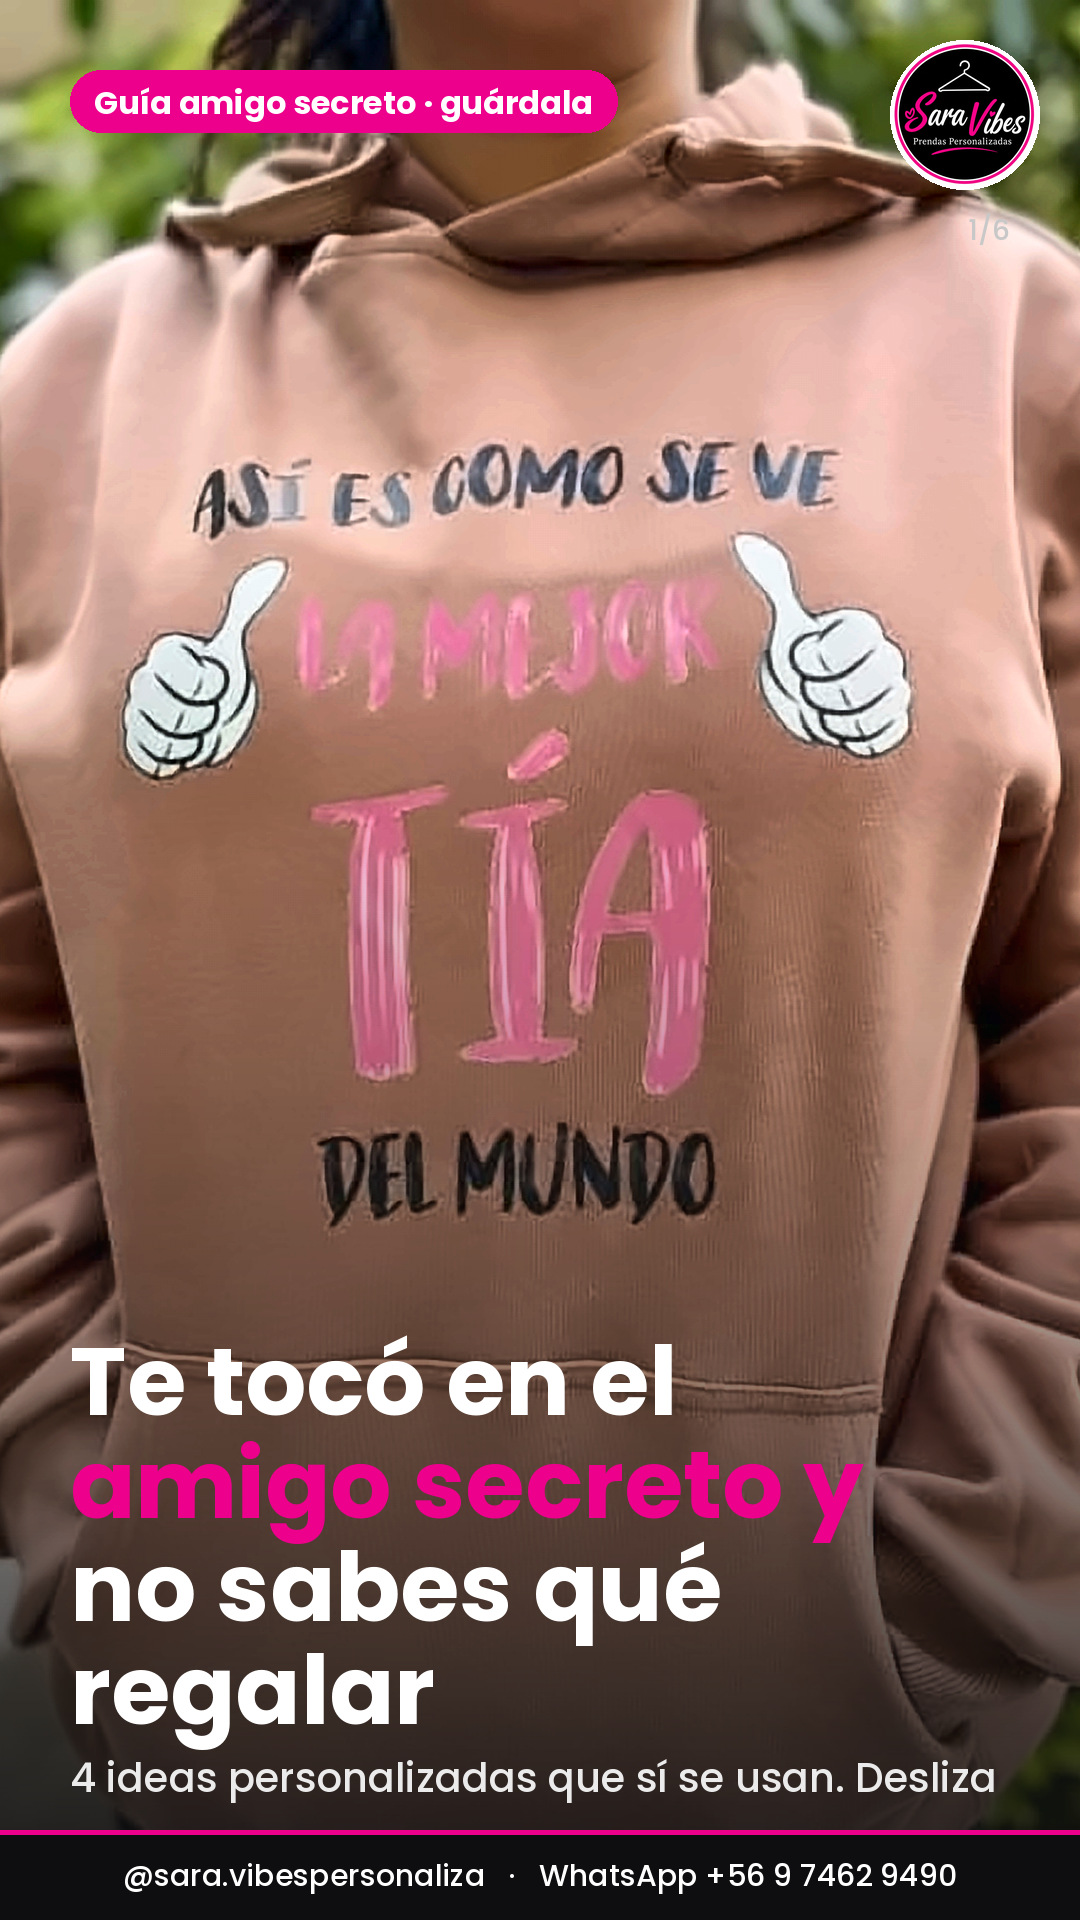 Guía amigo secreto · guárdala
Sara Vibes
Prendas Personalizadas
1/6
ASÍ ES COMO SE VE
LA MEJOR
TÍA
DEL MUNDO
Te tocó en el
amigo secreto y
no sabes qué
regalar
4 ideas personalizadas que sí se usan. Desliza
@sara.vibespersonaliza · WhatsApp +56 9 7462 9490